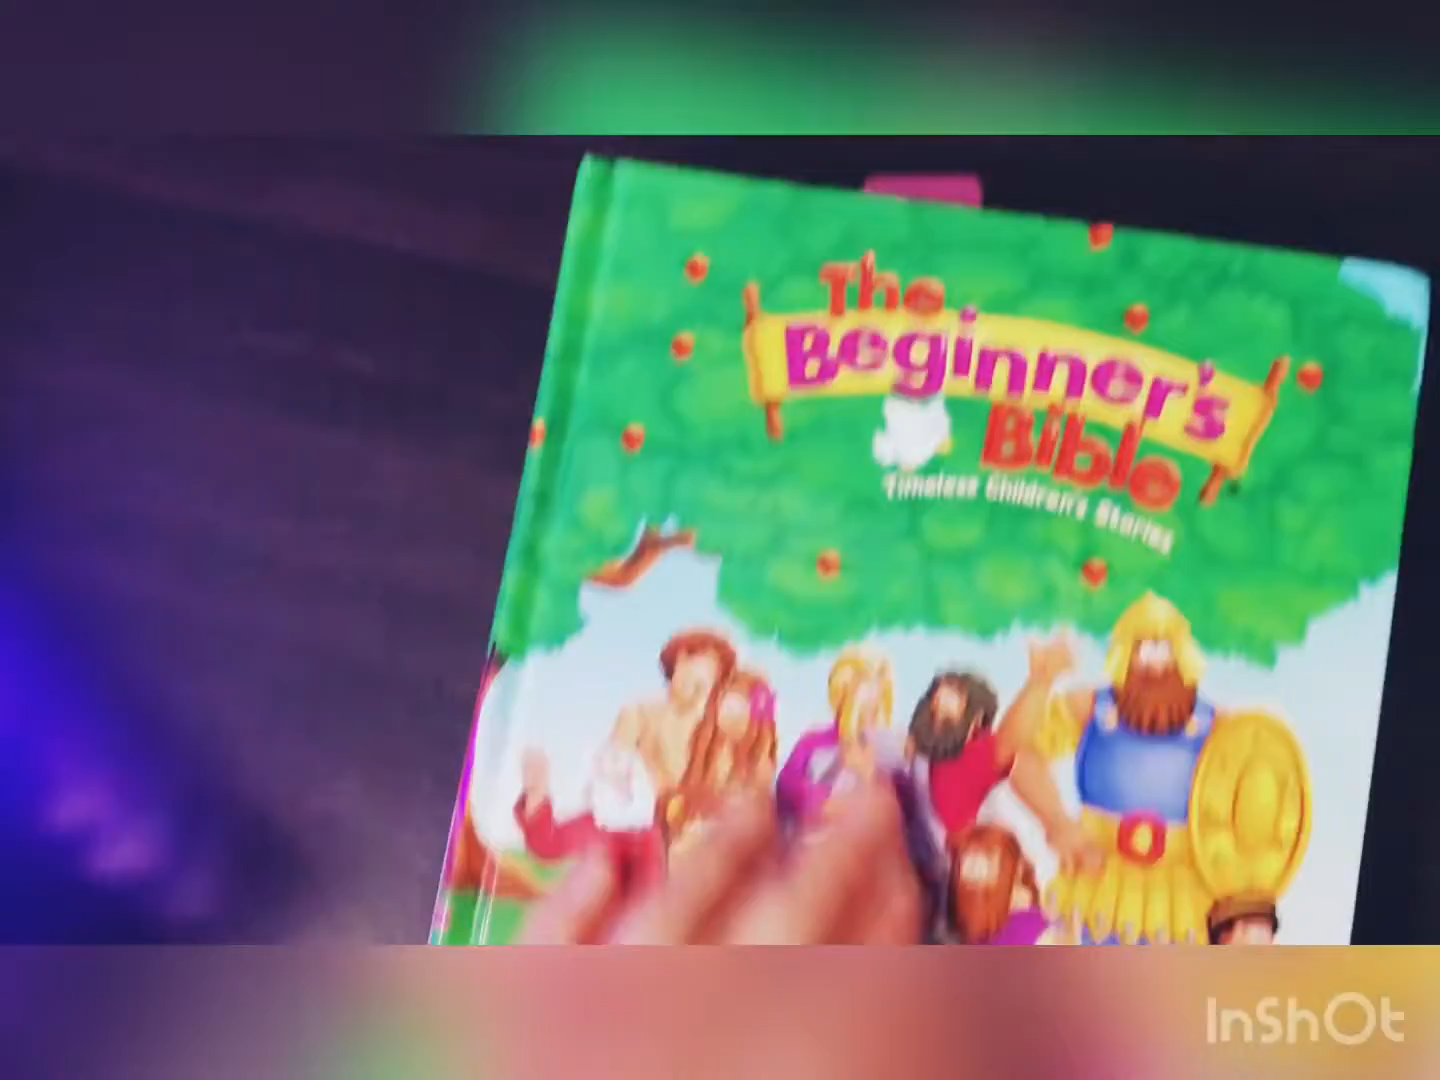 The
Beginner's
Bible
Timeless Children's Stories
InShOt